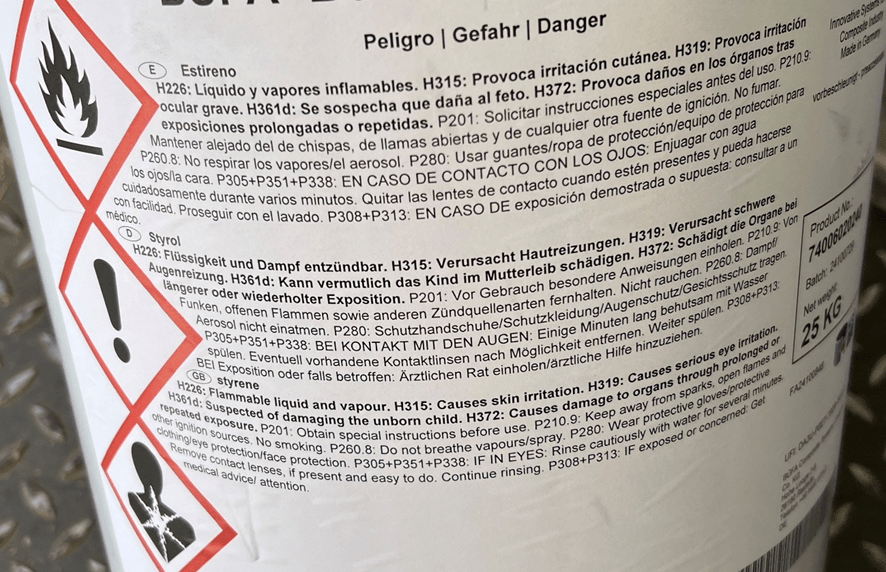 Peligro | Gefahr | Danger
E Estireno
H226: Líquido y vapores inflamables. H315: Provoca irritación cutánea. H319: Provoca irritación
ocular grave. H361d: Se sospecha que daña al feto. H372: Provoca daños en los órganos tras
exposiciones prolongadas o repetidas. P201: Solicitar instrucciones especiales antes del uso. P210.9:
Mantener alejado del de chispas, de llamas abiertas y de cualquier otra fuente de ignición. No fumar.
P260.8: No respirar los vapores/el aerosol. P280: Usar guantes/ropa de protección/equipo de protección para
los ojos/la cara. P305+P351+P338: EN CASO DE CONTACTO CON LOS OJOS: Enjuagar con agua
cuidadosamente durante varios minutos. Quitar las lentes de contacto cuando estén presentes y pueda hacerse
con facilidad. Proseguir con el lavado. P308+P313: EN CASO DE exposición demostrada o supuesta: consultar a un
médico.
D Styrol
H226: Flüssigkeit und Dampf entzündbar. H315: Verursacht Hautreizungen. H319: Verursacht schwere
Augenreizung. H361d: Kann vermutlich das Kind im Mutterleib schädigen. H372: Schädigt die Organe bei
längerer oder wiederholter Exposition. P201: Vor Gebrauch besondere Anweisungen einholen. P210.9: Von
Funken, offenen Flammen sowie anderen Zündquellenarten fernhalten. Nicht rauchen. P260.8: Dampf/
Aerosol nicht einatmen. P280: Schutzhandschuhe/Schutzkleidung/Augenschutz/Gesichtsschutz tragen.
P305+P351+P338: BEI KONTAKT MIT DEN AUGEN: Einige Minuten lang behutsam mit Wasser
spülen. Eventuell vorhandene Kontaktlinsen nach Möglichkeit entfernen. Weiter spülen. P308+P313:
BEI Exposition oder falls betroffen: Ärztlichen Rat einholen/ärztliche Hilfe hinzuziehen.
GB styrene
H226: Flammable liquid and vapour. H315: Causes skin irritation. H319: Causes serious eye irritation.
H361d: Suspected of damaging the unborn child. H372: Causes damage to organs through prolonged or
repeated exposure. P201: Obtain special instructions before use. P210.9: Keep away from sparks, open flames and
other ignition sources. No smoking. P260.8: Do not breathe vapours/spray. P280: Wear protective gloves/protective
clothing/eye protection/face protection. P305+P351+P338: IF IN EYES: Rinse cautiously with water for several minutes.
Remove contact lenses, if present and easy to do. Continue rinsing. P308+P313: IF exposed or concerned: Get
medical advice/ attention.
Innovative Systems
Composite Industry
Made in Germany
Product No.:
74006020240
Batch:
Net weight:
25 KG